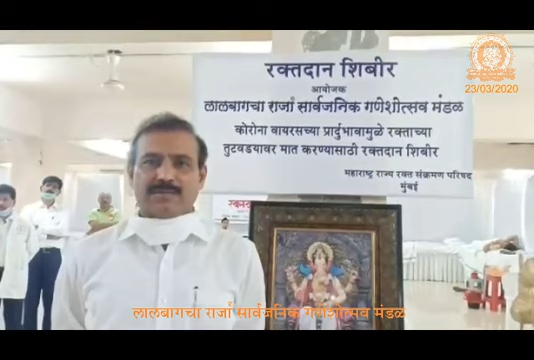 23/03/2020
रक्तदान शिबीर
आयोजक
लालबागचा राजा सार्वजनिक गणेशोत्सव मंडळ
कोरोना वायरसच्या प्रार्दुभावामुळे रक्ताच्या
तुटवडयावर मात करण्यासाठी रक्तदान शिबीर
महाराष्ट्र राज्य रक्त संक्रमण परिषद
मुंबई
लालबागचा राजा सार्वजनिक गणेशोत्सव मंडळ